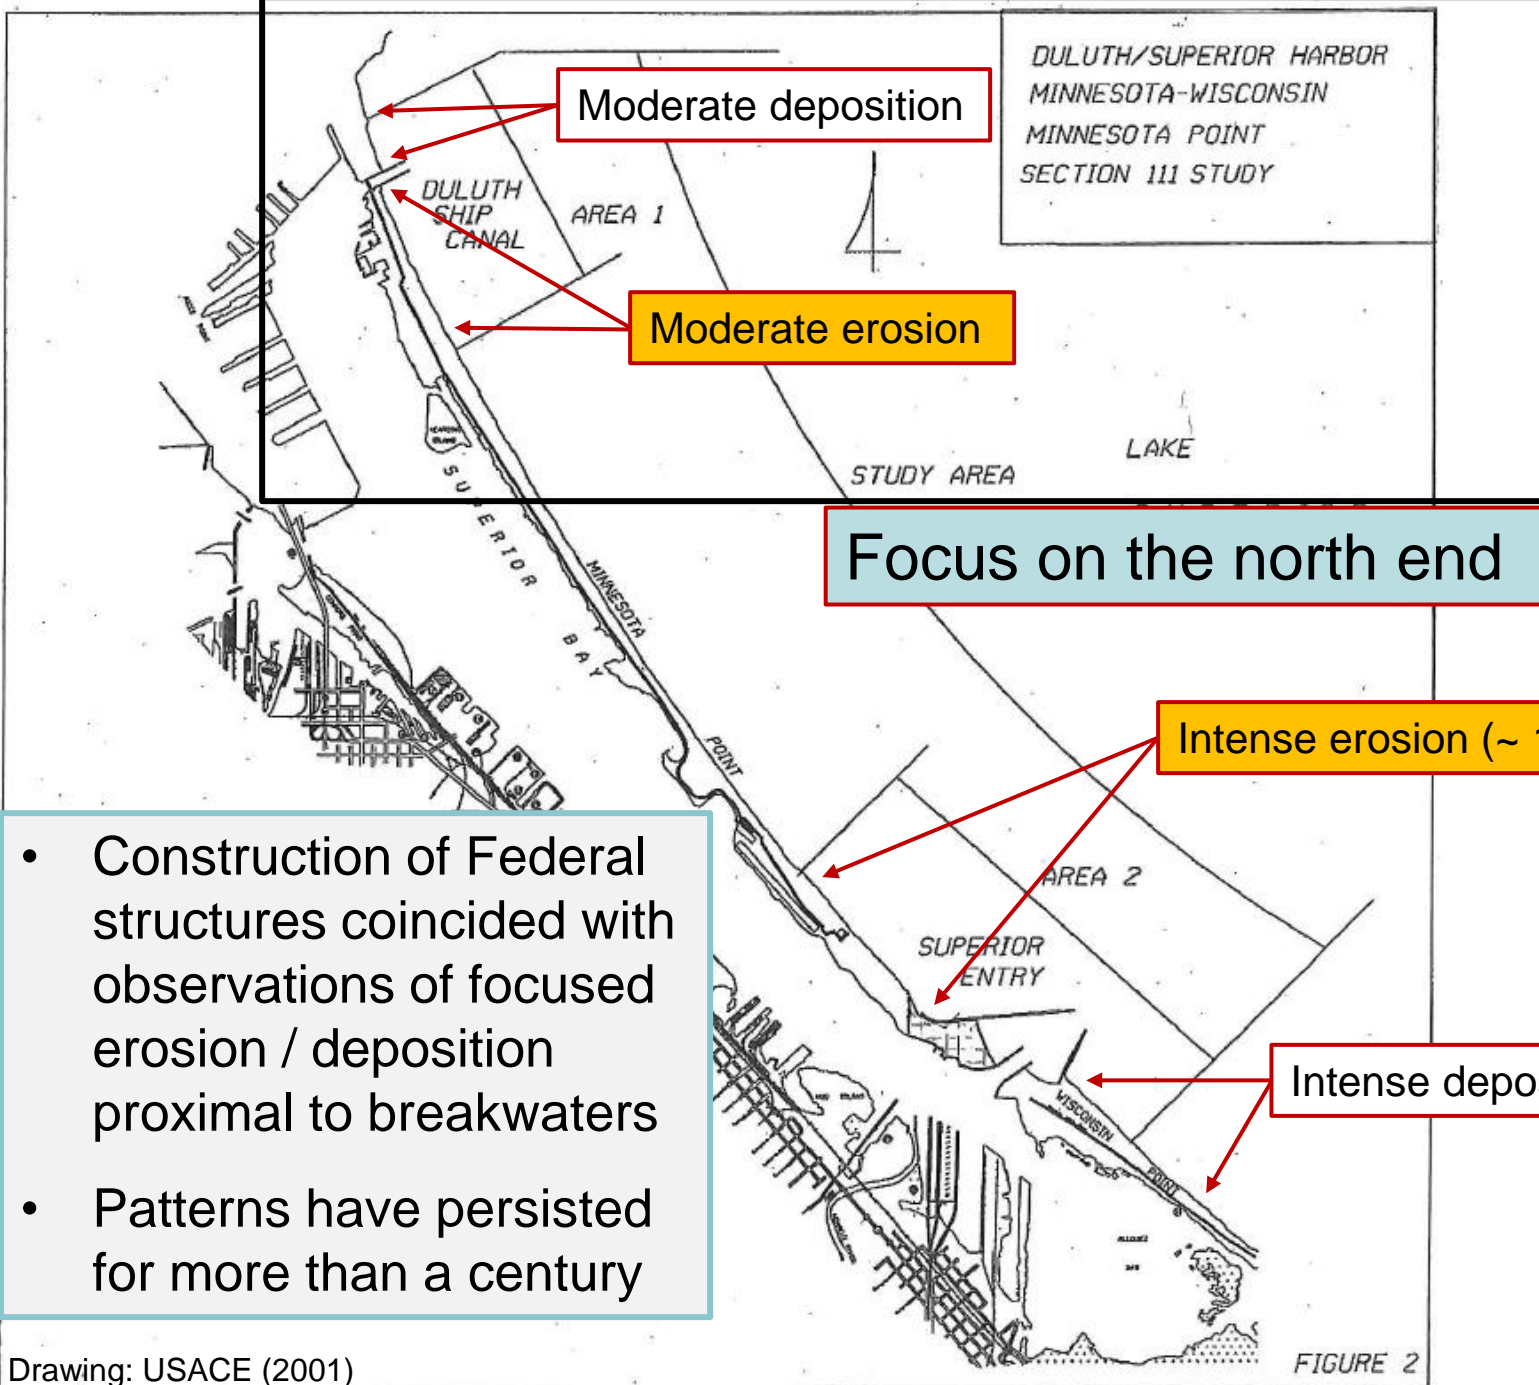 DULUTH/SUPERIOR HARBOR
MINNESOTA-WISCONSIN
MINNESOTA POINT
SECTION 111 STUDY
Moderate deposition
DULUTH
SHIP
CANAL
AREA 1
Moderate erosion
LAKE
STUDY AREA
SUPERIOR
BAY
Focus on the north end
MINNESOTA
POINT
Intense erosion (~ 1
AREA 2
SUPERIOR
ENTRY
Intense depo
WISCONSIN
POINT
• Construction of Federal
structures coincided with
observations of focused
erosion / deposition
proximal to breakwaters
• Patterns have persisted
for more than a century
Drawing: USACE (2001)
FIGURE 2